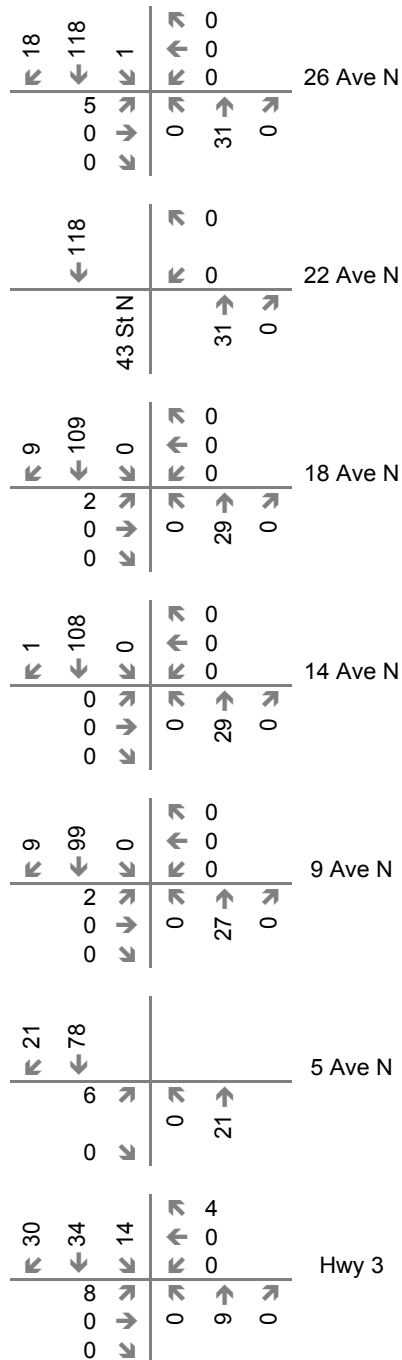 18 118 1 0
0
0 26 Ave N
5 0 31 0
0
0
118 0
0 22 Ave N
43 St N 31 0
9 109 0 0
0
0 18 Ave N
2 0 29 0
0
0
1 108 0 0
0
0 14 Ave N
0 0 29 0
0
0
9 99 0 0
0
0 9 Ave N
2 0 27 0
0
0
21 78
5 Ave N
6 0 21
0
30 34 14 4
0
0 Hwy 3
8 0 9 0
0
0